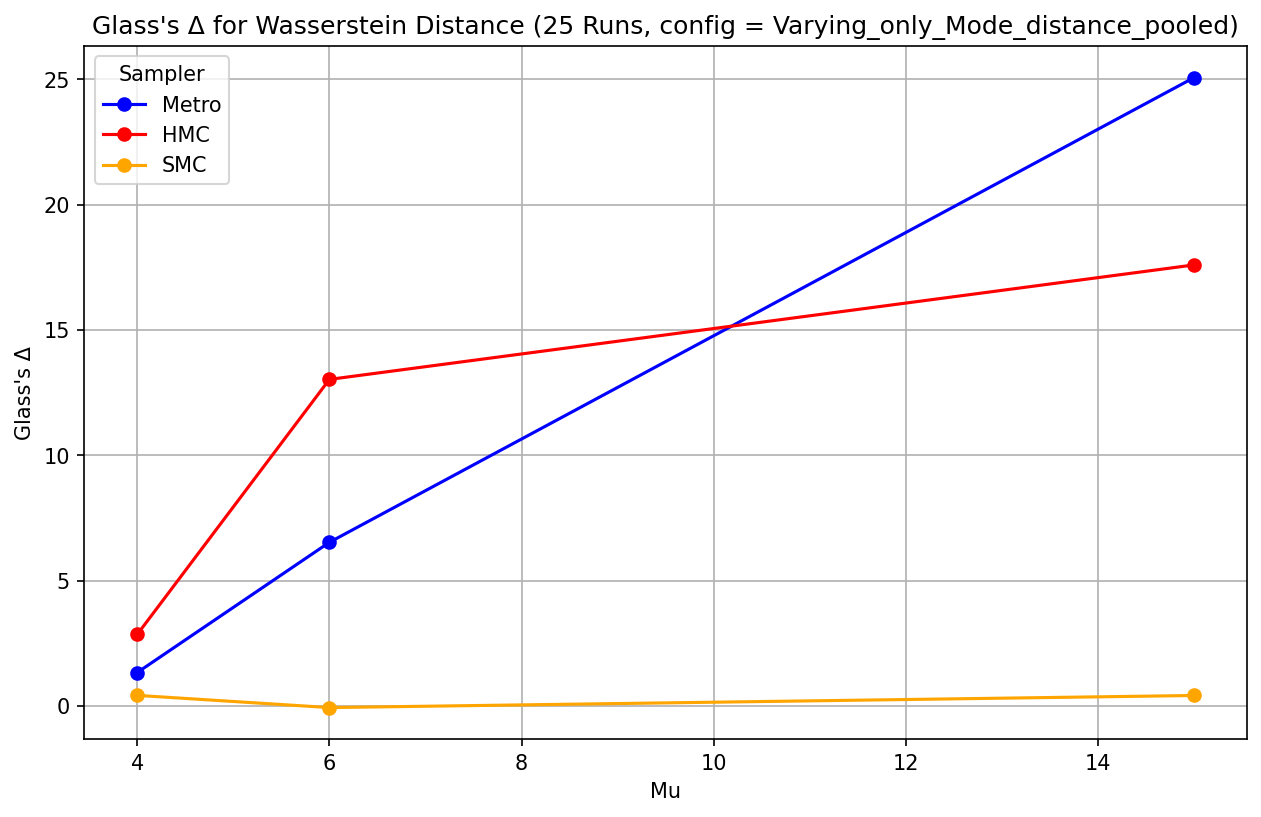 Glass's Δ for Wasserstein Distance (25 Runs, config = Varying_only_Mode_distance_pooled)
Sampler
Metro
HMC
SMC
Glass's Δ
25
20
15
10
5
0
4 6 8 10 12 14
Mu